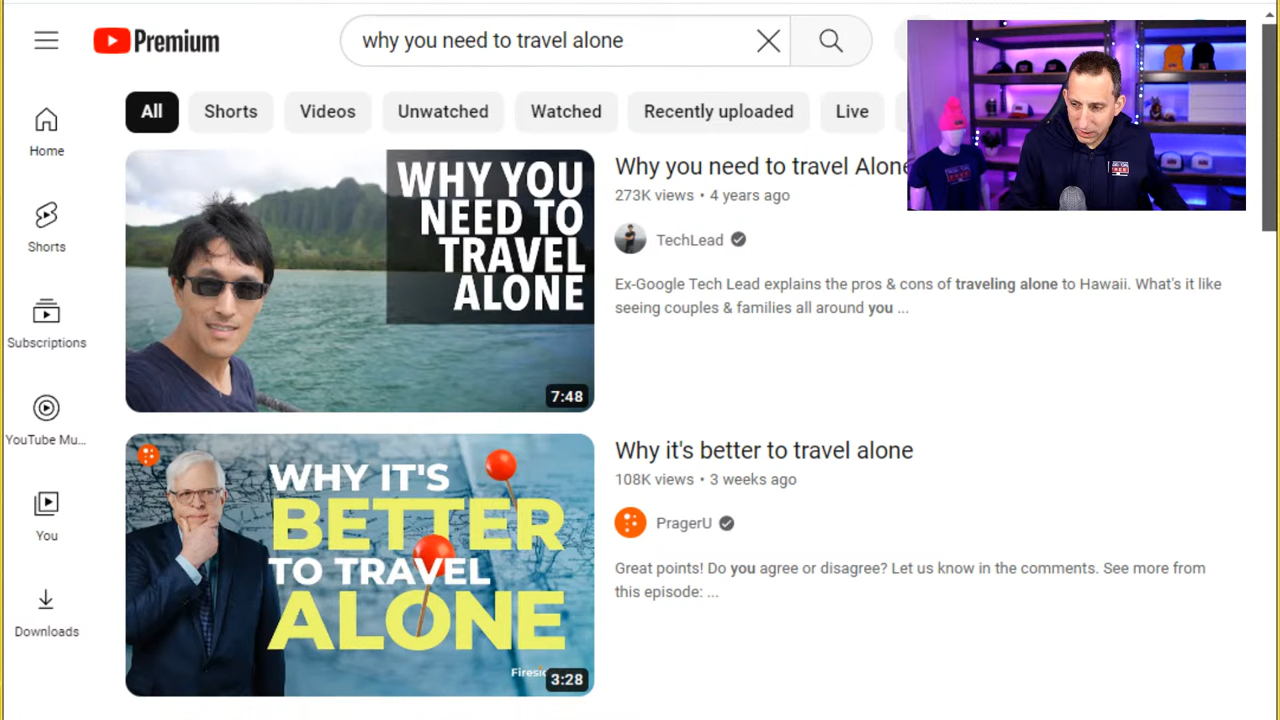 Premium
why you need to travel alone
All
Shorts
Videos
Unwatched
Watched
Recently uploaded
Live
Home
Shorts
Subscriptions
YouTube Mu...
You
Downloads
WHY YOU
NEED TO
TRAVEL
ALONE
7:48
Why you need to travel Alone
273K views • 4 years ago
TechLead
Ex-Google Tech Lead explains the pros & cons of traveling alone to Hawaii. What's it like
seeing couples & families all around you ...
WHY IT'S
BETTER
TO TRAVEL
ALONE
3:28
Why it's better to travel alone
108K views • 3 weeks ago
PragerU
Great points! Do you agree or disagree? Let us know in the comments. See more from
this episode: ...